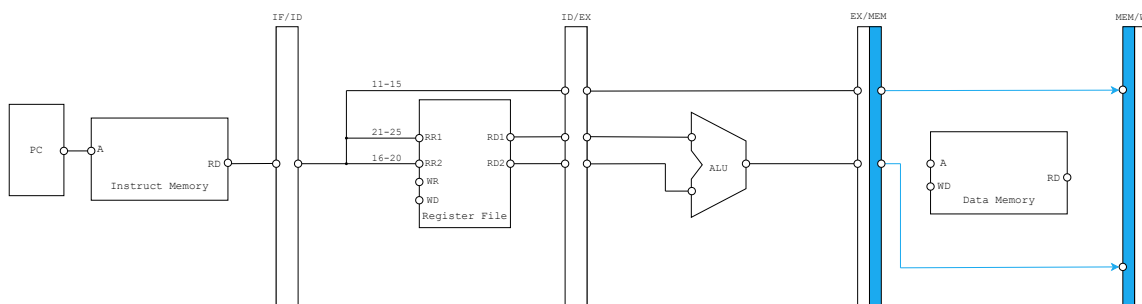 IF/ID
ID/EX
EX/MEM
MEM/W
11-15
21-25
16-20
PC
A
RD
Instruct Memory
RR1
RR2
WR
WD
RD1
RD2
Register File
ALU
A
WD
RD
Data Memory